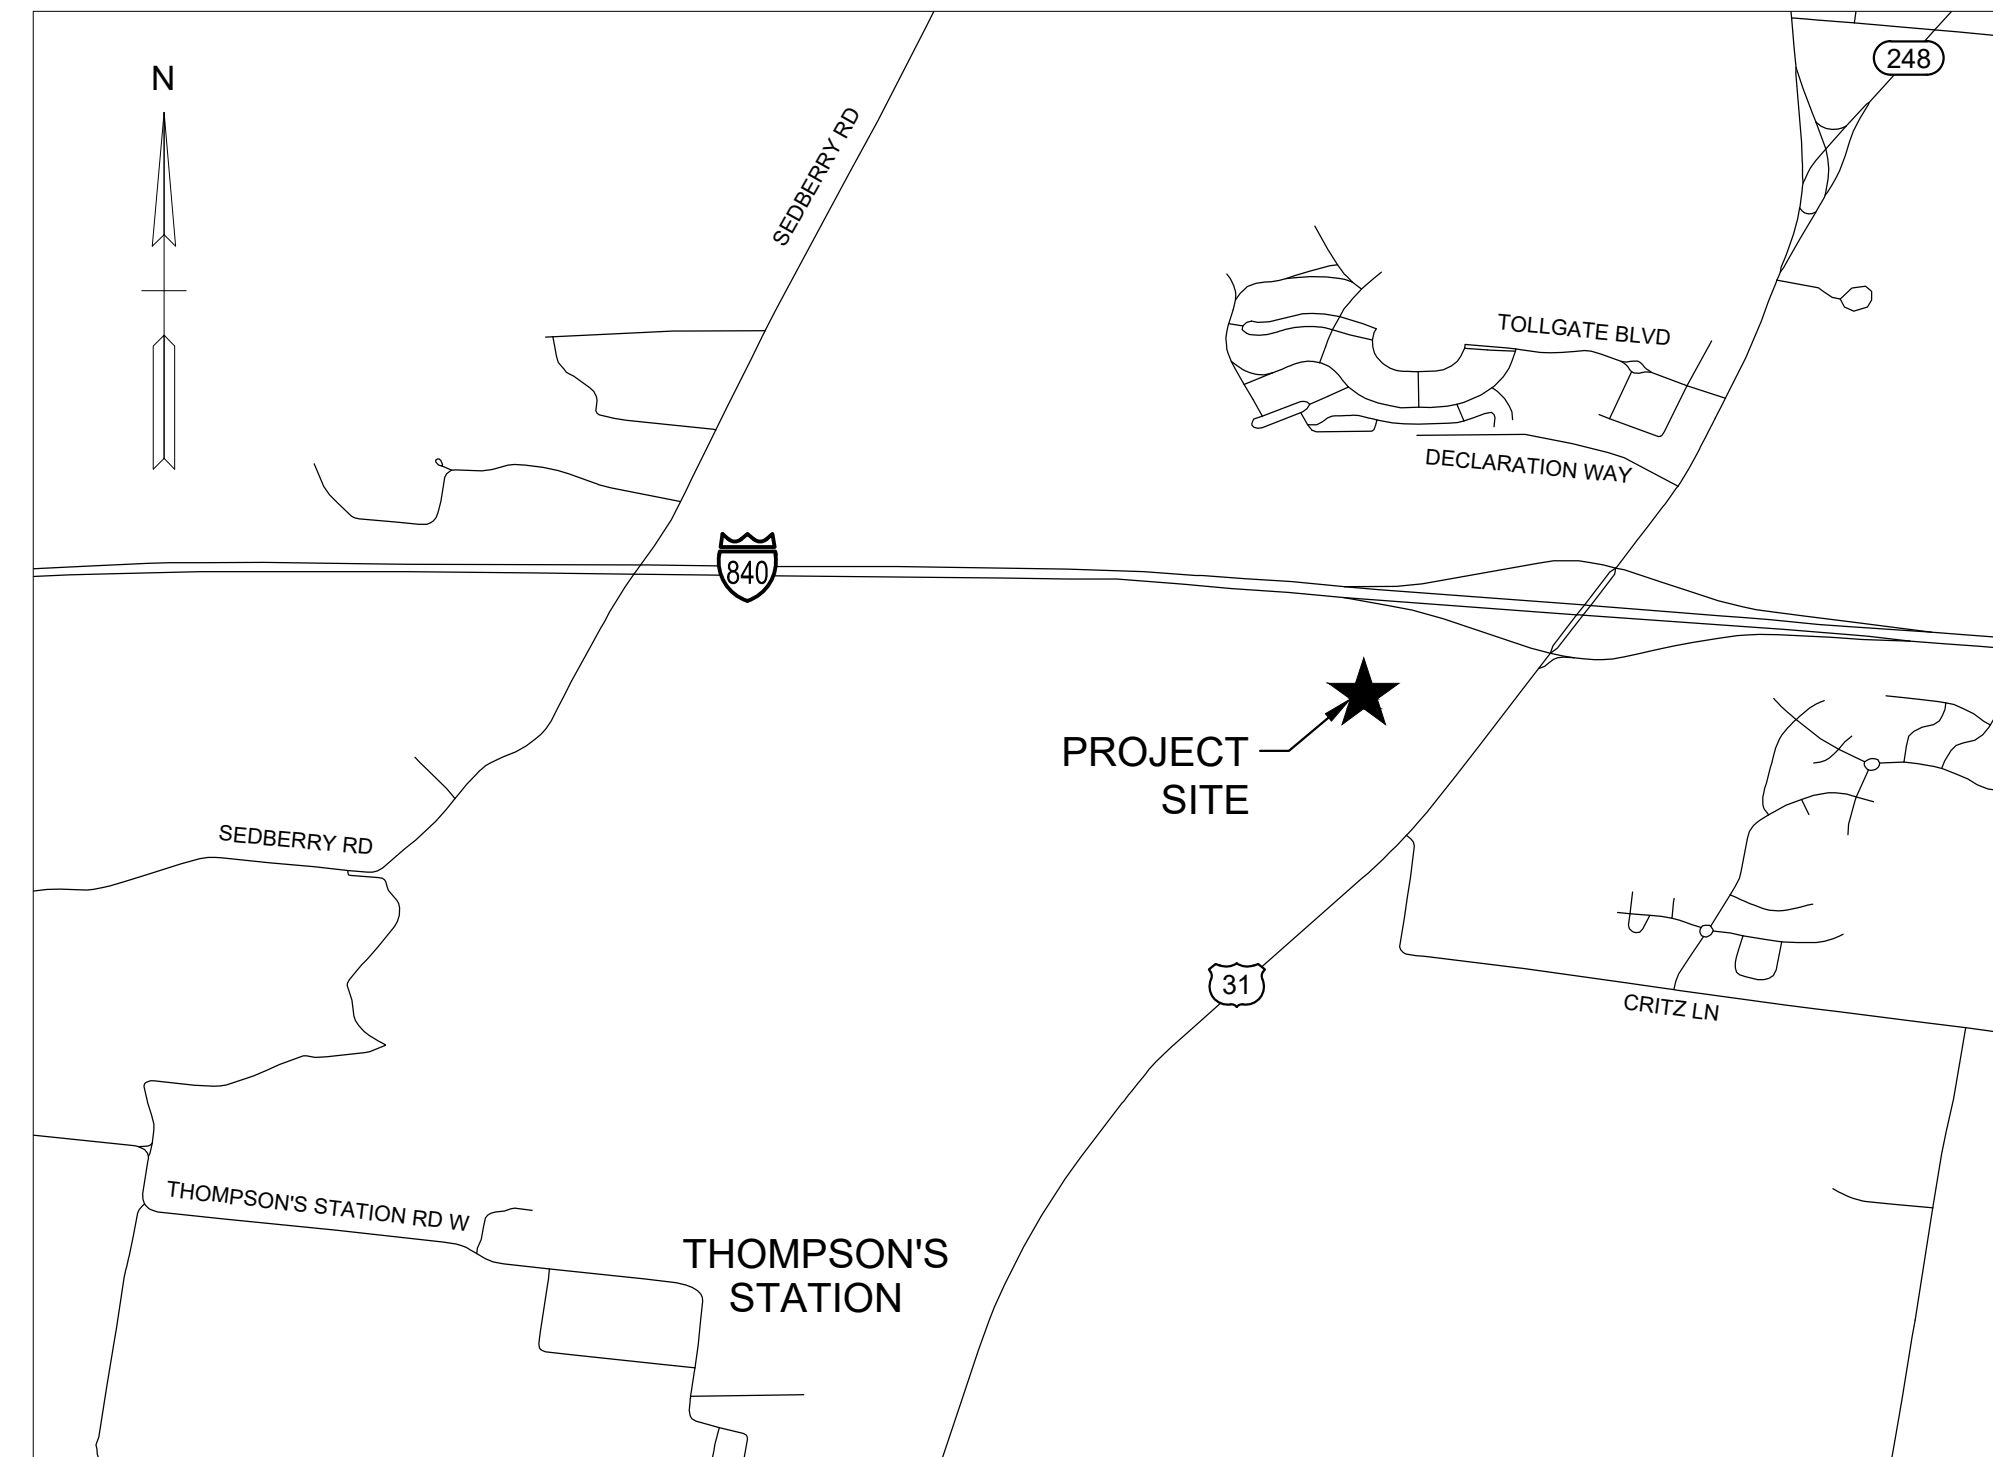 N
248
SEDBERRY RD
TOLLGATE BLVD
DECLARATION WAY
840
PROJECT
SITE
SEDBERRY RD
31
CRITZ LN
THOMPSON'S STATION RD W
THOMPSON'S
STATION